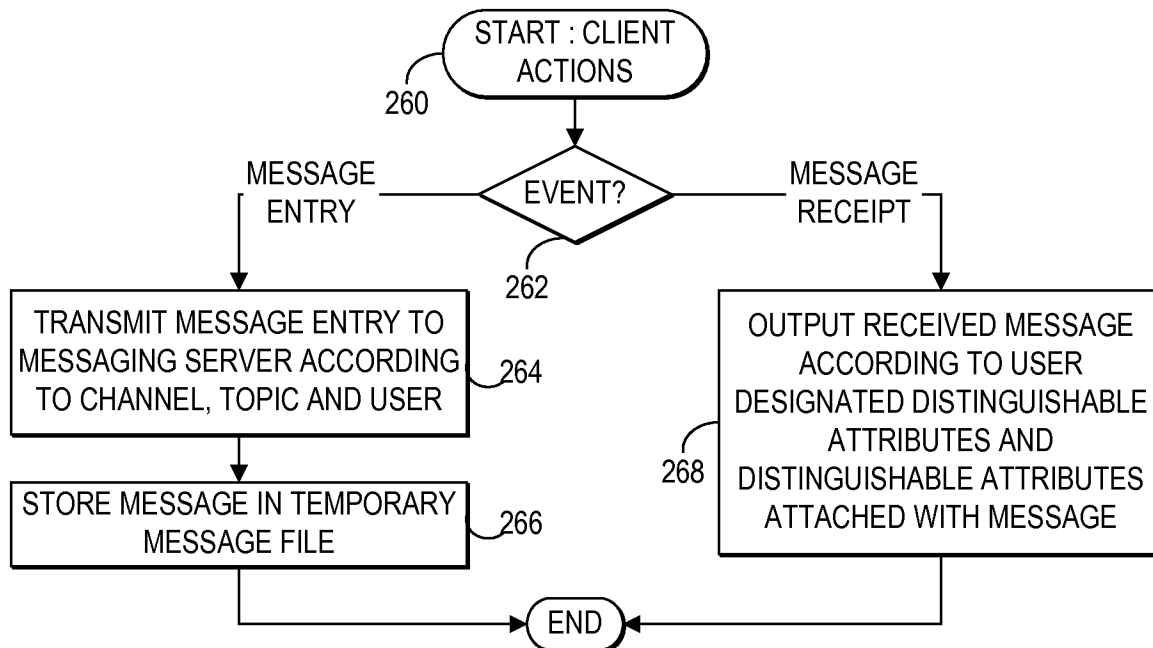 START : CLIENT
ACTIONS
260
EVENT?
262
MESSAGE
ENTRY
MESSAGE
RECEIPT
TRANSMIT MESSAGE ENTRY TO
MESSAGING SERVER ACCORDING
TO CHANNEL, TOPIC AND USER
264
STORE MESSAGE IN TEMPORARY
MESSAGE FILE
266
OUTPUT RECEIVED MESSAGE
ACCORDING TO USER
DESIGNATED DISTINGUISHABLE
ATTRIBUTES AND
DISTINGUISHABLE ATTRIBUTES
ATTACHED WITH MESSAGE
268
END